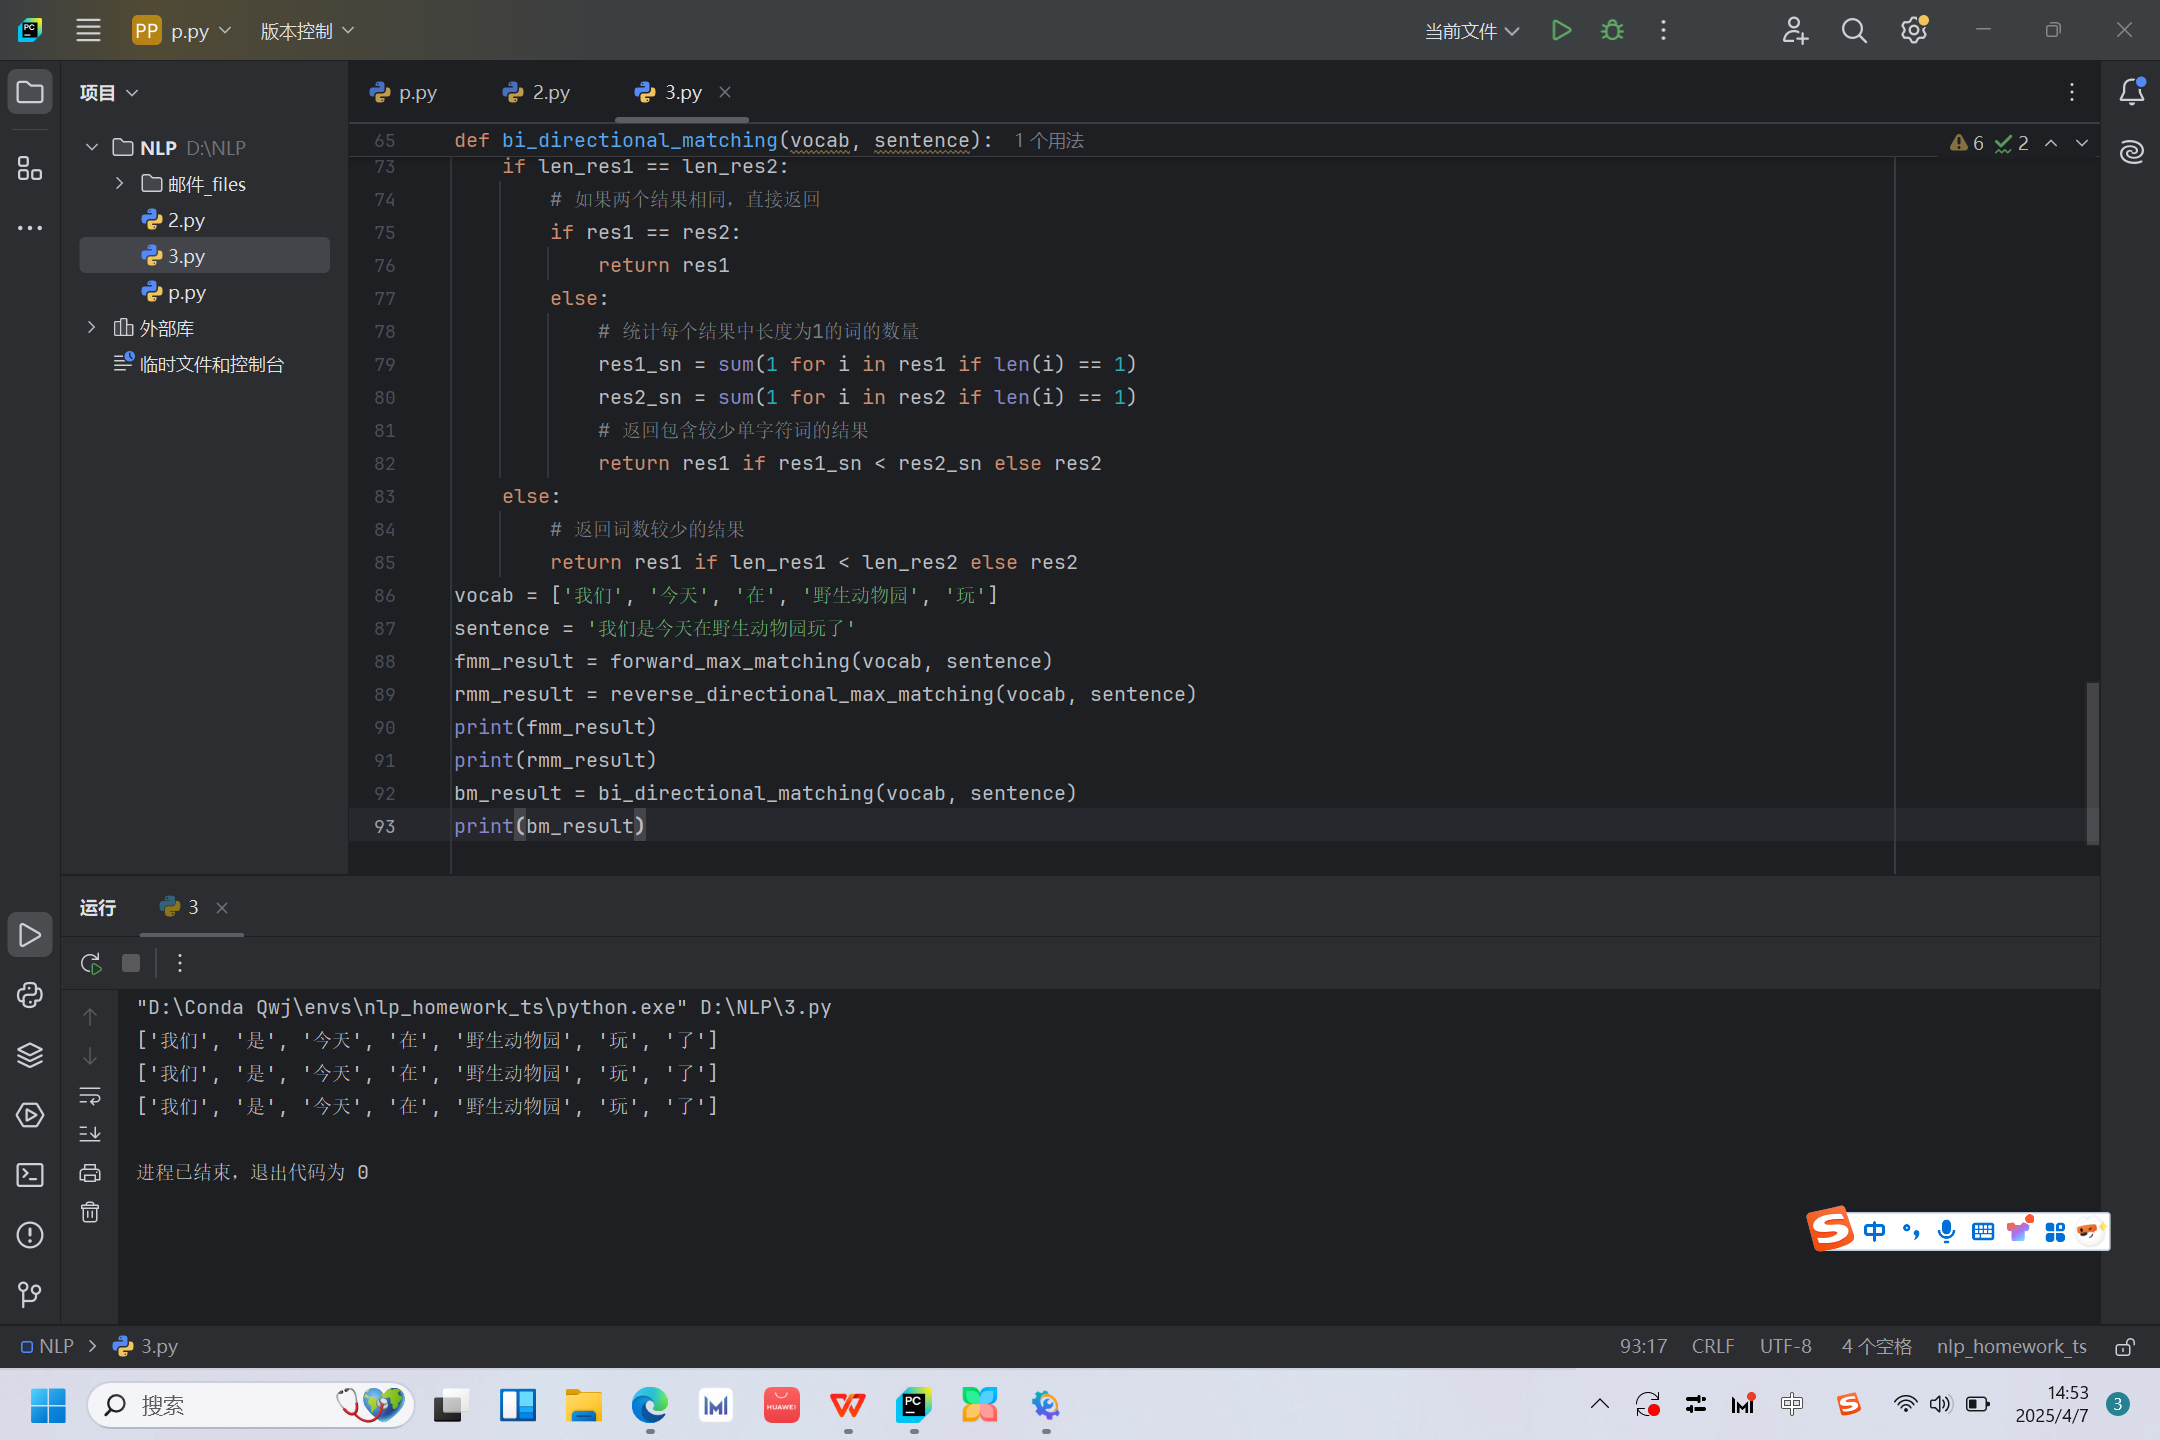 PP p.py 版本控制 当前文件
项目
NLP D:\NLP
邮件_files
2.py
3.py
p.py
外部库
临时文件和控制台
p.py 2.py 3.py
65 def bi_directional_matching(vocab, sentence): 1 个用法 6 2
73 if len_res1 == len_res2:
74 # 如果两个结果相同，直接返回
75 if res1 == res2:
76 return res1
77 else:
78 # 统计每个结果中长度为1的词的数量
79 res1_sn = sum(1 for i in res1 if len(i) == 1)
80 res2_sn = sum(1 for i in res2 if len(i) == 1)
81 # 返回包含较少单字符词的结果
82 return res1 if res1_sn < res2_sn else res2
83 else:
84 # 返回词数较少的结果
85 return res1 if len_res1 < len_res2 else res2
86 vocab = ['我们', '今天', '在', '野生动物园', '玩']
87 sentence = '我们是今天在野生动物园玩了'
88 fmm_result = forward_max_matching(vocab, sentence)
89 rmm_result = reverse_directional_max_matching(vocab, sentence)
90 print(fmm_result)
91 print(rmm_result)
92 bm_result = bi_directional_matching(vocab, sentence)
93 print(bm_result)
运行 3
"D:\Conda Qwj\envs\nlp_homework_ts\python.exe" D:\NLP\3.py
['我们', '是', '今天', '在', '野生动物园', '玩', '了']
['我们', '是', '今天', '在', '野生动物园', '玩', '了']
['我们', '是', '今天', '在', '野生动物园', '玩', '了']
进程已结束，退出代码为 0
中
NLP 3.py 93:17 CRLF UTF-8 4 个空格 nlp_homework_ts
搜索
PC
HUAWEI
中
14:53
2025/4/7
3